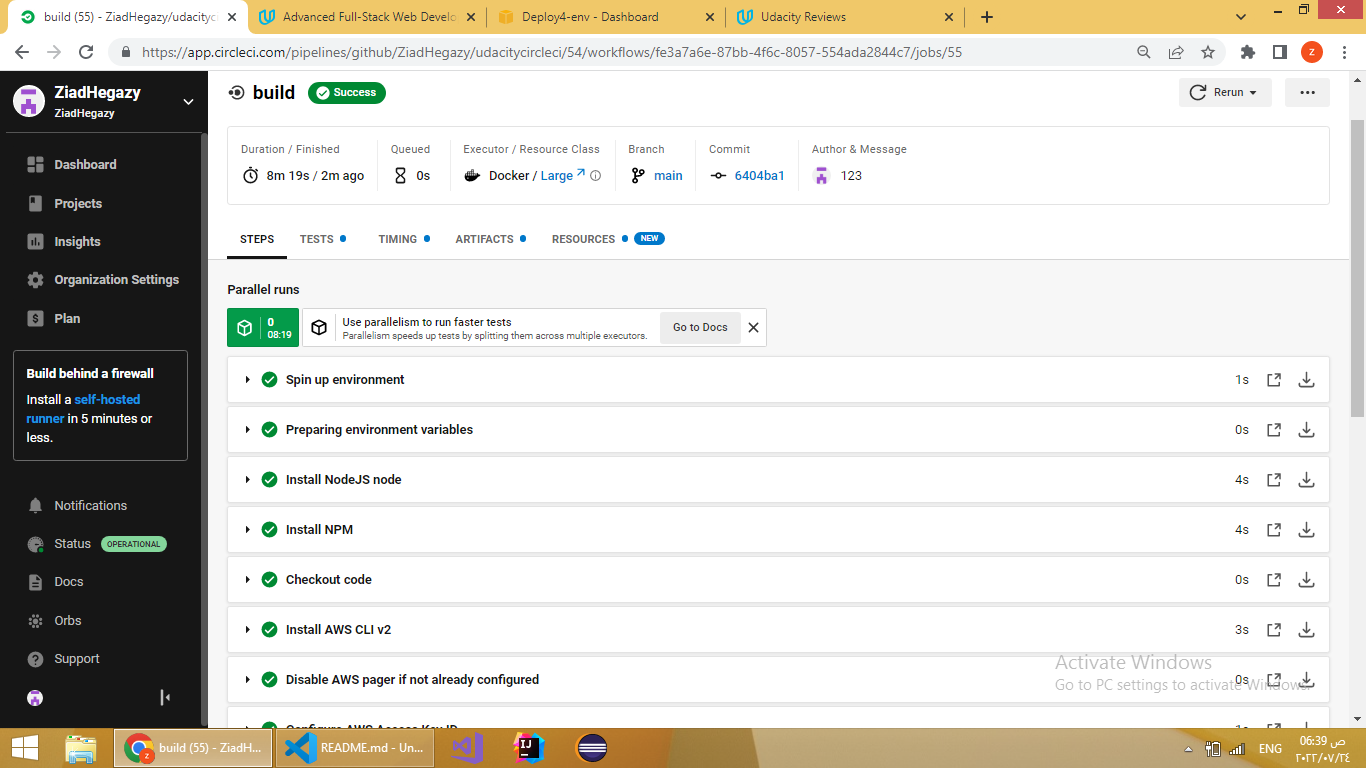 build (55) - ZiadHegazy/udacityc
Advanced Full-Stack Web Develo
Deploy4-env - Dashboard
Udacity Reviews
https://app.circleci.com/pipelines/github/ZiadHegazy/udacitycircleci/54/workflows/fe3a7a6e-87bb-4f6c-8057-554ada2844c7/jobs/55
z
ZiadHegazy
ZiadHegazy
Dashboard
Projects
Insights
Organization Settings
Plan
Build behind a firewall
Install a self-hosted
runner in 5 minutes or
less.
Notifications
Status OPERATIONAL
Docs
Orbs
Support
build Success
Rerun
Duration / Finished
8m 19s / 2m ago
Queued
0s
Executor / Resource Class
Docker / Large
Branch
main
Commit
6404ba1
Author & Message
123
STEPS TESTS TIMING ARTIFACTS RESOURCES NEW
Parallel runs
0
08:19
Use parallelism to run faster tests
Parallelism speeds up tests by splitting them across multiple executors.
Go to Docs
Spin up environment 1s
Preparing environment variables 0s
Install NodeJS node 4s
Install NPM 4s
Checkout code 0s
Install AWS CLI v2 3s
Disable AWS pager if not already configured 0s
Configure AWS Access Key ID 1s
Activate Windows
Go to PC settings to activate Windows.
build (55) - ZiadH...
README.md - Un...
ENG
06:39 ص
٢٠٢٢/٠٧/٢٤